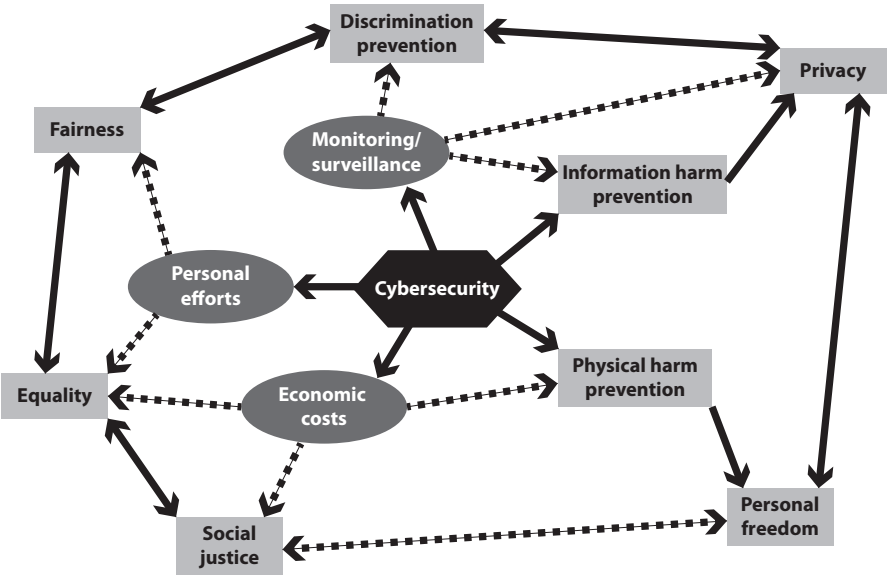 Discrimination
prevention
Privacy
Fairness
Monitoring/
surveillance
Information harm
prevention
Personal
efforts
Cybersecurity
Physical harm
prevention
Equality
Economic
costs
Personal
freedom
Social
justice